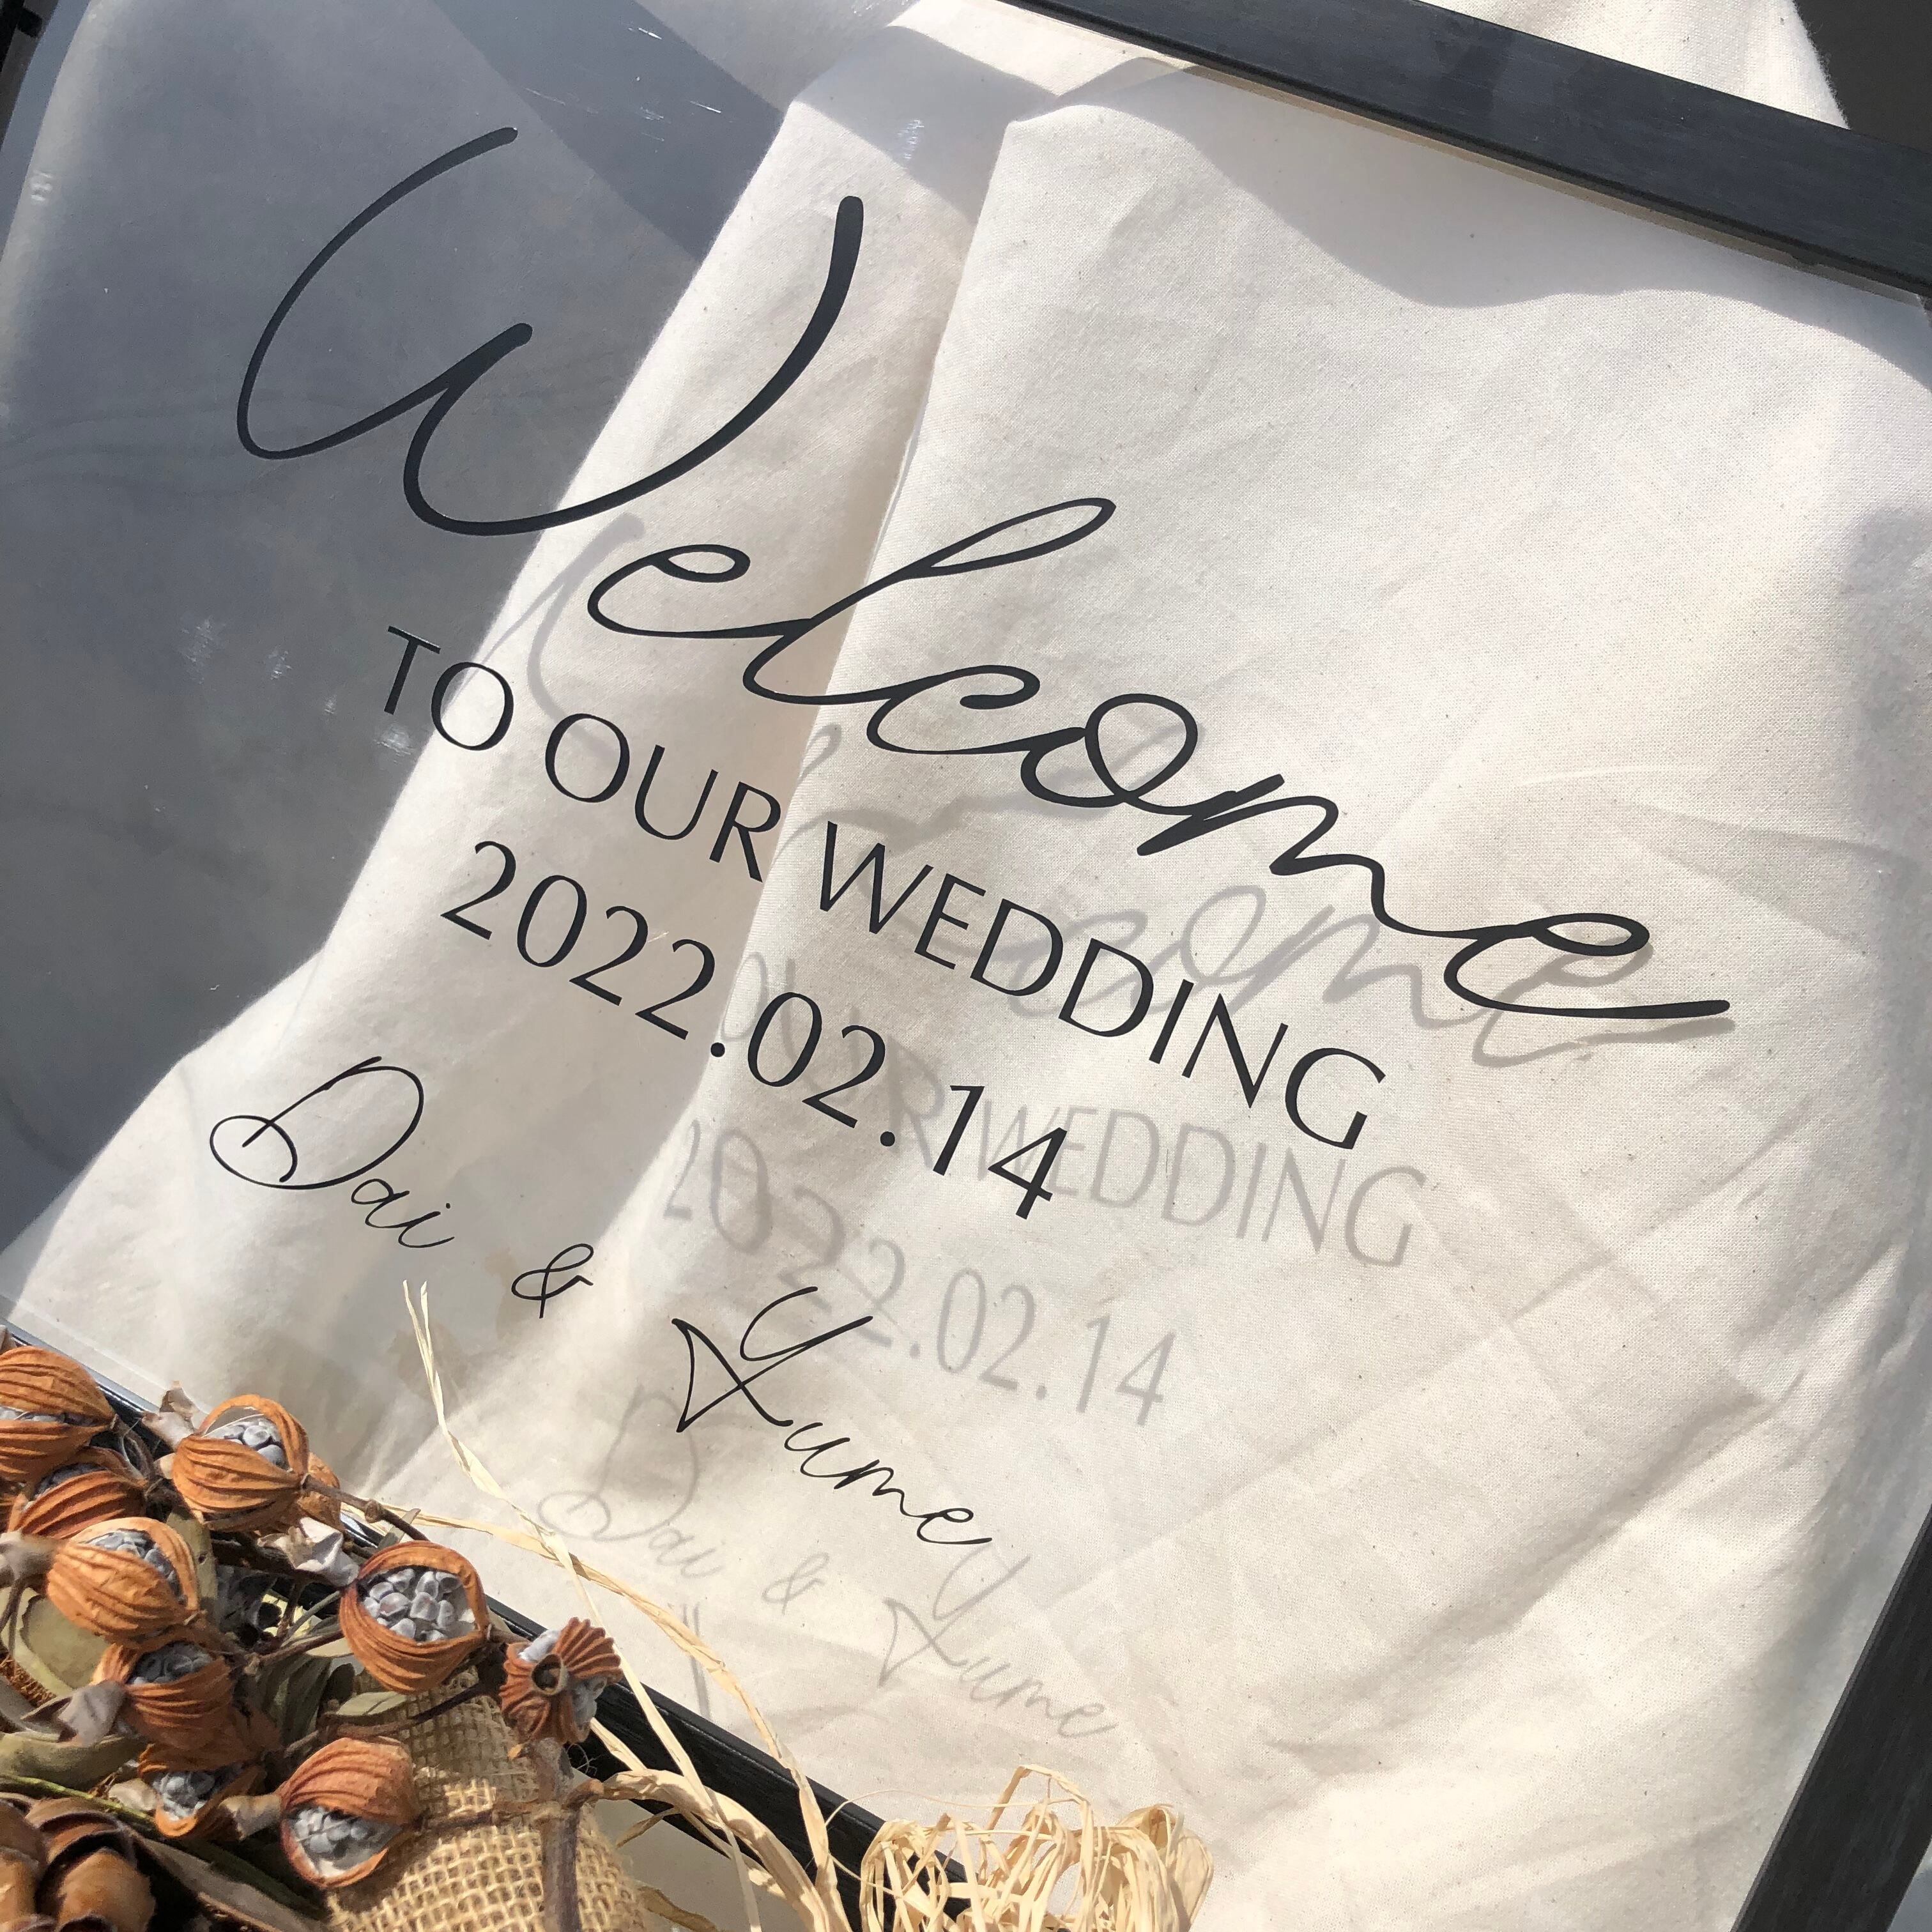 Welcome
TO OUR WEDDING
2022.02.14
Dai & Yume